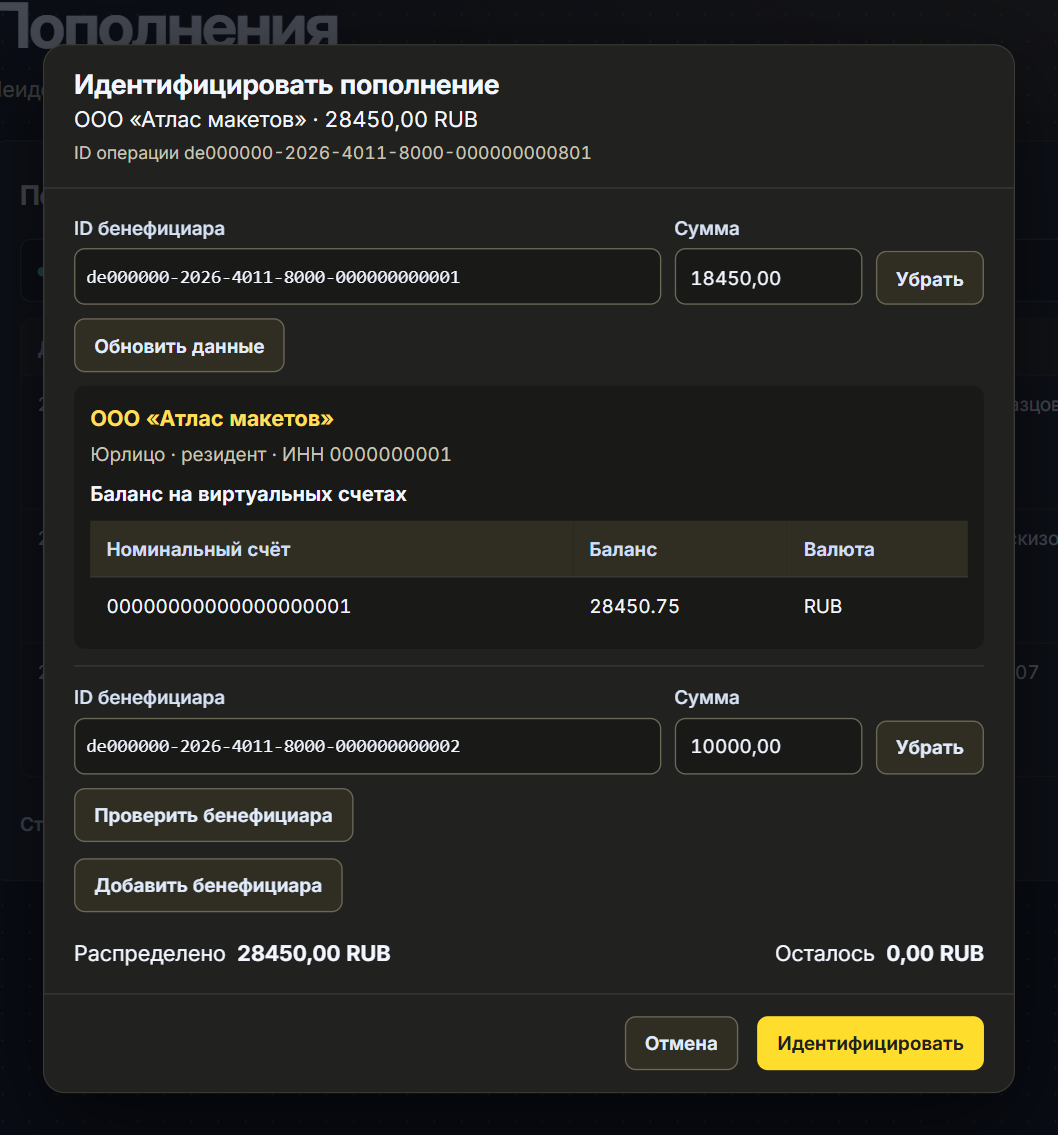 Пополнения
Идентифицировать пополнение
ООО «Атлас макетов» · 28450,00 RUB
ID операции de000000-2026-4011-8000-000000000801
ID бенефициара
Сумма
de000000-2026-4011-8000-000000000001
18450,00
Убрать
Обновить данные
ООО «Атлас макетов»
Юрлицо · резидент · ИНН 0000000001
Баланс на виртуальных счетах
Номинальный счёт
Баланс
Валюта
00000000000000000001
28450.75
RUB
ID бенефициара
Сумма
de000000-2026-4011-8000-000000000002
10000,00
Убрать
Проверить бенефициара
Добавить бенефициара
Распределено 28450,00 RUB
Осталось 0,00 RUB
Отмена
Идентифицировать